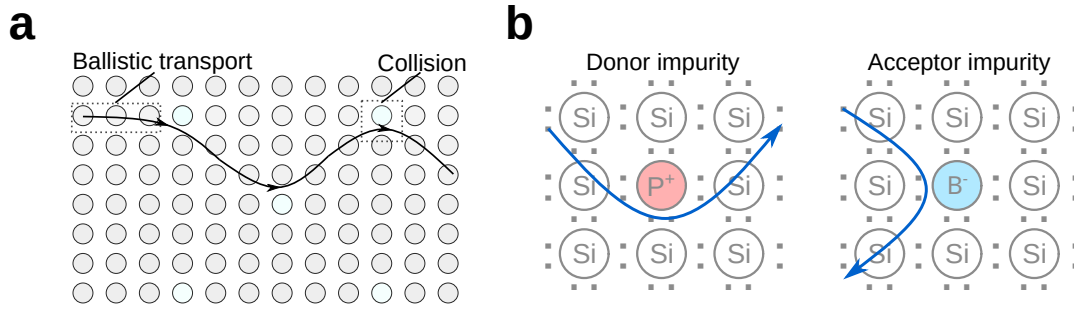 a
Ballistic transport
Collision
b
Donor impurity
Si Si Si
Si P⁺ Si
Si Si Si
Acceptor impurity
Si Si Si
Si B⁻ Si
Si Si Si